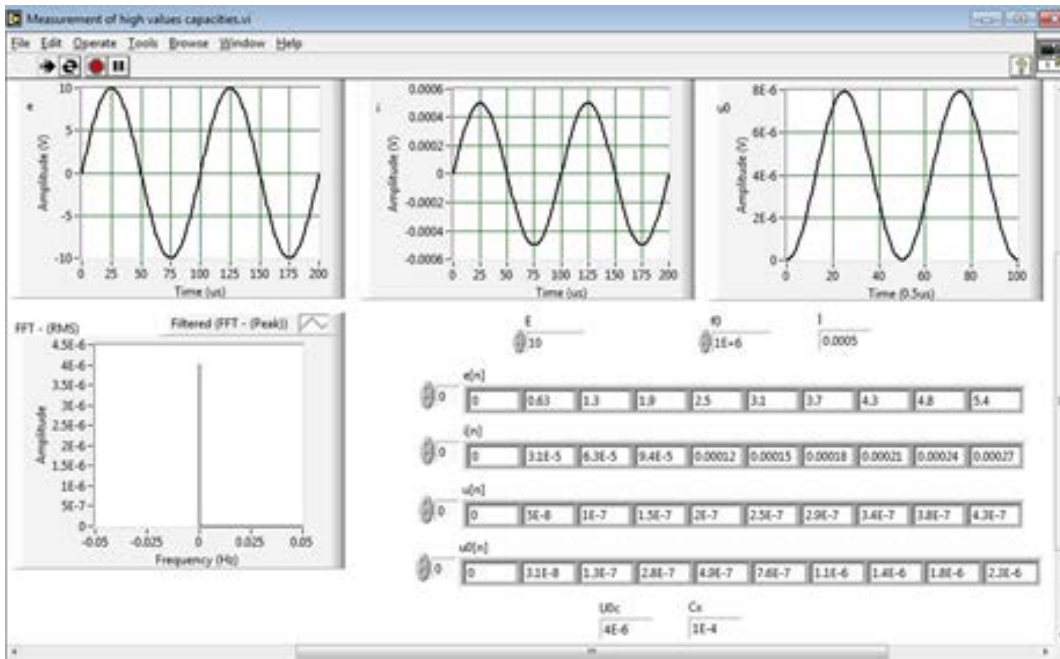 Measurement of high values capacities.vi
File Edit Operate Tools Browse Window Help
e
Amplitude (V)
10
5
0
-5
-10
0 25 50 75 100 125 150 175 200
Time (us)
i
Amplitude (V)
0.0006
0.0004
0.0002
0
-0.0002
-0.0004
-0.0006
0 25 50 75 100 125 150 175 200
Time (us)
u0
Amplitude (V)
8E-6
6E-6
4E-6
2E-6
0
0 20 40 60 80 100
Time (0.5us)
FFT - (RMS)
Filtered (FFT - (Peak))
Amplitude
4.5E-6
4E-6
3.5E-6
3E-6
2.5E-6
2E-6
1.5E-6
1E-6
5E-7
0
-0.05 -0.025 0 0.025 0.05
Frequency (Hz)
E
10
f0
1E+6
I
0.0005
e[n]
0 0 0.63 1.3 1.9 2.5 3.1 3.7 4.3 4.8 5.4
i[n]
0 0 3.1E-5 6.3E-5 9.4E-5 0.00012 0.00015 0.00018 0.00021 0.00024 0.00027
u[n]
0 0 5E-8 1E-7 1.5E-7 2E-7 2.5E-7 2.9E-7 3.4E-7 3.8E-7 4.3E-7
u0[n]
0 0 3.1E-8 1.3E-7 2.8E-7 4.9E-7 7.6E-7 1.1E-6 1.4E-6 1.8E-6 2.3E-6
U0c
4E-6
Cx
1E-4